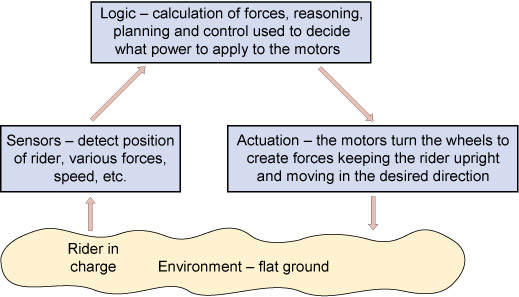 Logic – calculation of forces, reasoning,
planning and control used to decide
what power to apply to the motors
Sensors – detect position
of rider, various forces,
speed, etc.
Actuation – the motors turn the wheels to
create forces keeping the rider upright
and moving in the desired direction
Rider in
charge
Environment – flat ground